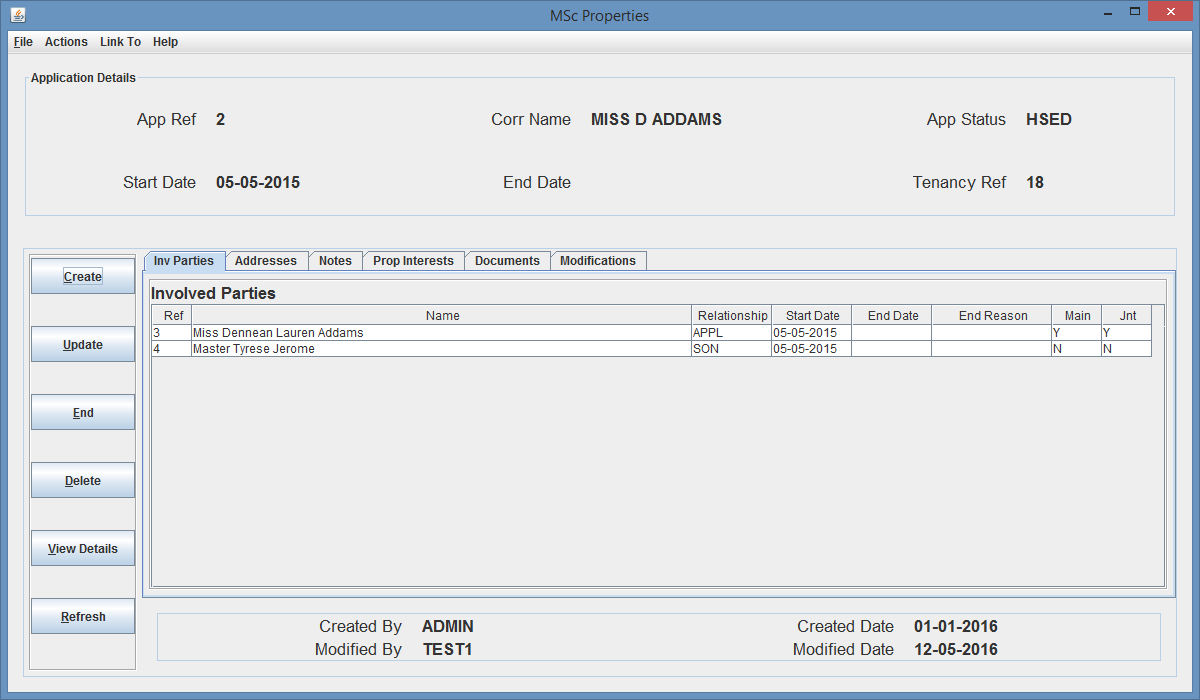 MSc Properties
File Actions Link To Help
Application Details
App Ref 2 Corr Name MISS D ADDAMS App Status HSED
Start Date 05-05-2015 End Date Tenancy Ref 18
Inv Parties Addresses Notes Prop Interests Documents Modifications
Create
Update
End
Delete
View Details
Refresh
Involved Parties
Ref Name Relationship Start Date End Date End Reason Main Jnt
3 Miss Dennean Lauren Addams APPL 05-05-2015 Y Y
4 Master Tyrese Jerome SON 05-05-2015 N N
Created By ADMIN Created Date 01-01-2016
Modified By TEST1 Modified Date 12-05-2016